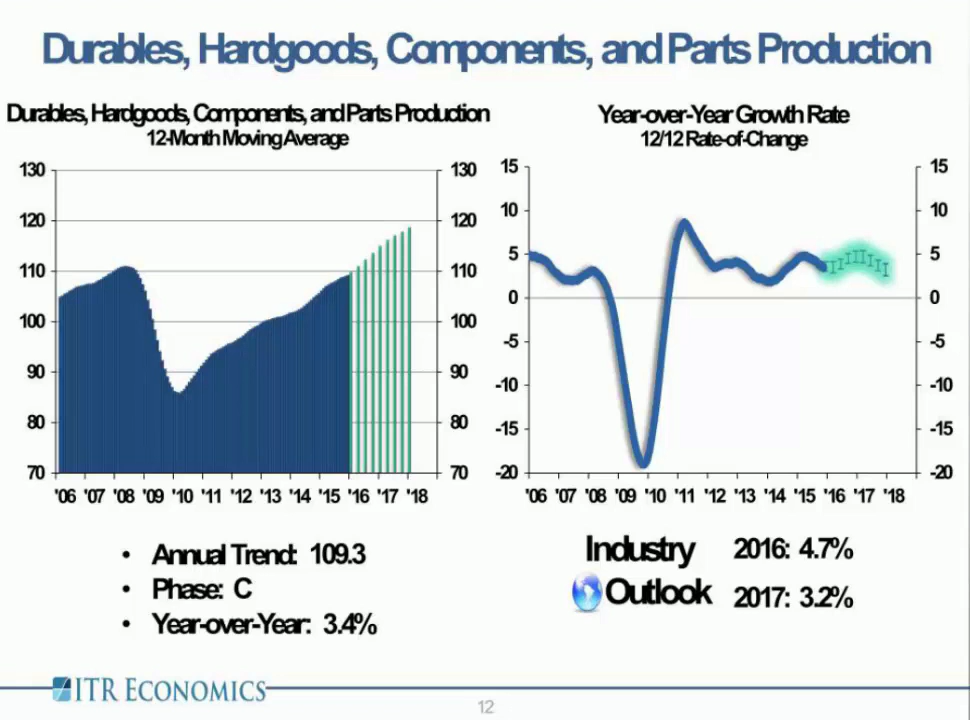 Durables, Hardgoods, Components, and Parts Production
Durables, Hardgoods, Components, and Parts Production
12-Month Moving Average
130 130
120 120
110 110
100 100
90 90
80 80
70 70
'06 '07 '08 '09 '10 '11 '12 '13 '14 '15 '16 '17 '18
Year-over-Year Growth Rate
12/12 Rate-of-Change
15 15
10 10
5 5
0 0
-5 -5
-10 -10
-15 -15
-20 -20
'06 '07 '08 '09 '10 '11 '12 '13 '14 '15 '16 '17 '18
• Annual Trend: 109.3
• Phase: C
• Year-over-Year: 3.4%
Industry
Outlook
2016: 4.7%
2017: 3.2%
ITR ECONOMICS
12